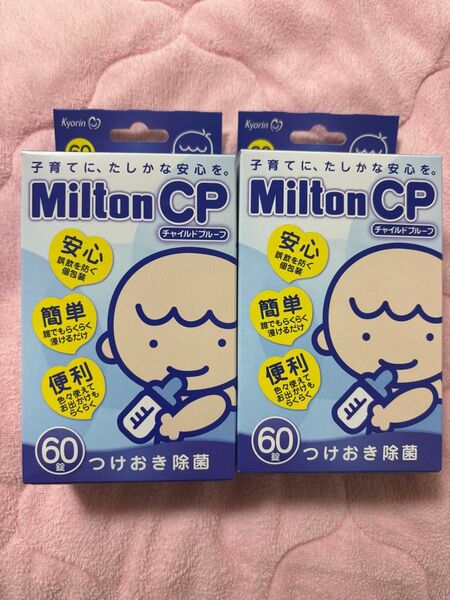 Kyorin
60
子育てに、たしかな安心を。
Milton CP
チャイルドプルーフ
安心
誤飲を防ぐ
個包装
簡単
誰でもらくらく
浸けるだけ
便利
色々使えて
お出かけも
らくらく
60錠
つけおき除菌
Kyorin
子育てに、たしかな安心を。
Milton CP
チャイルドプルーフ
安心
誤飲を防ぐ
個包装
簡単
誰でもらくらく
浸けるだけ
便利
色々使えて
お出かけも
らくらく
60錠
つけおき除菌